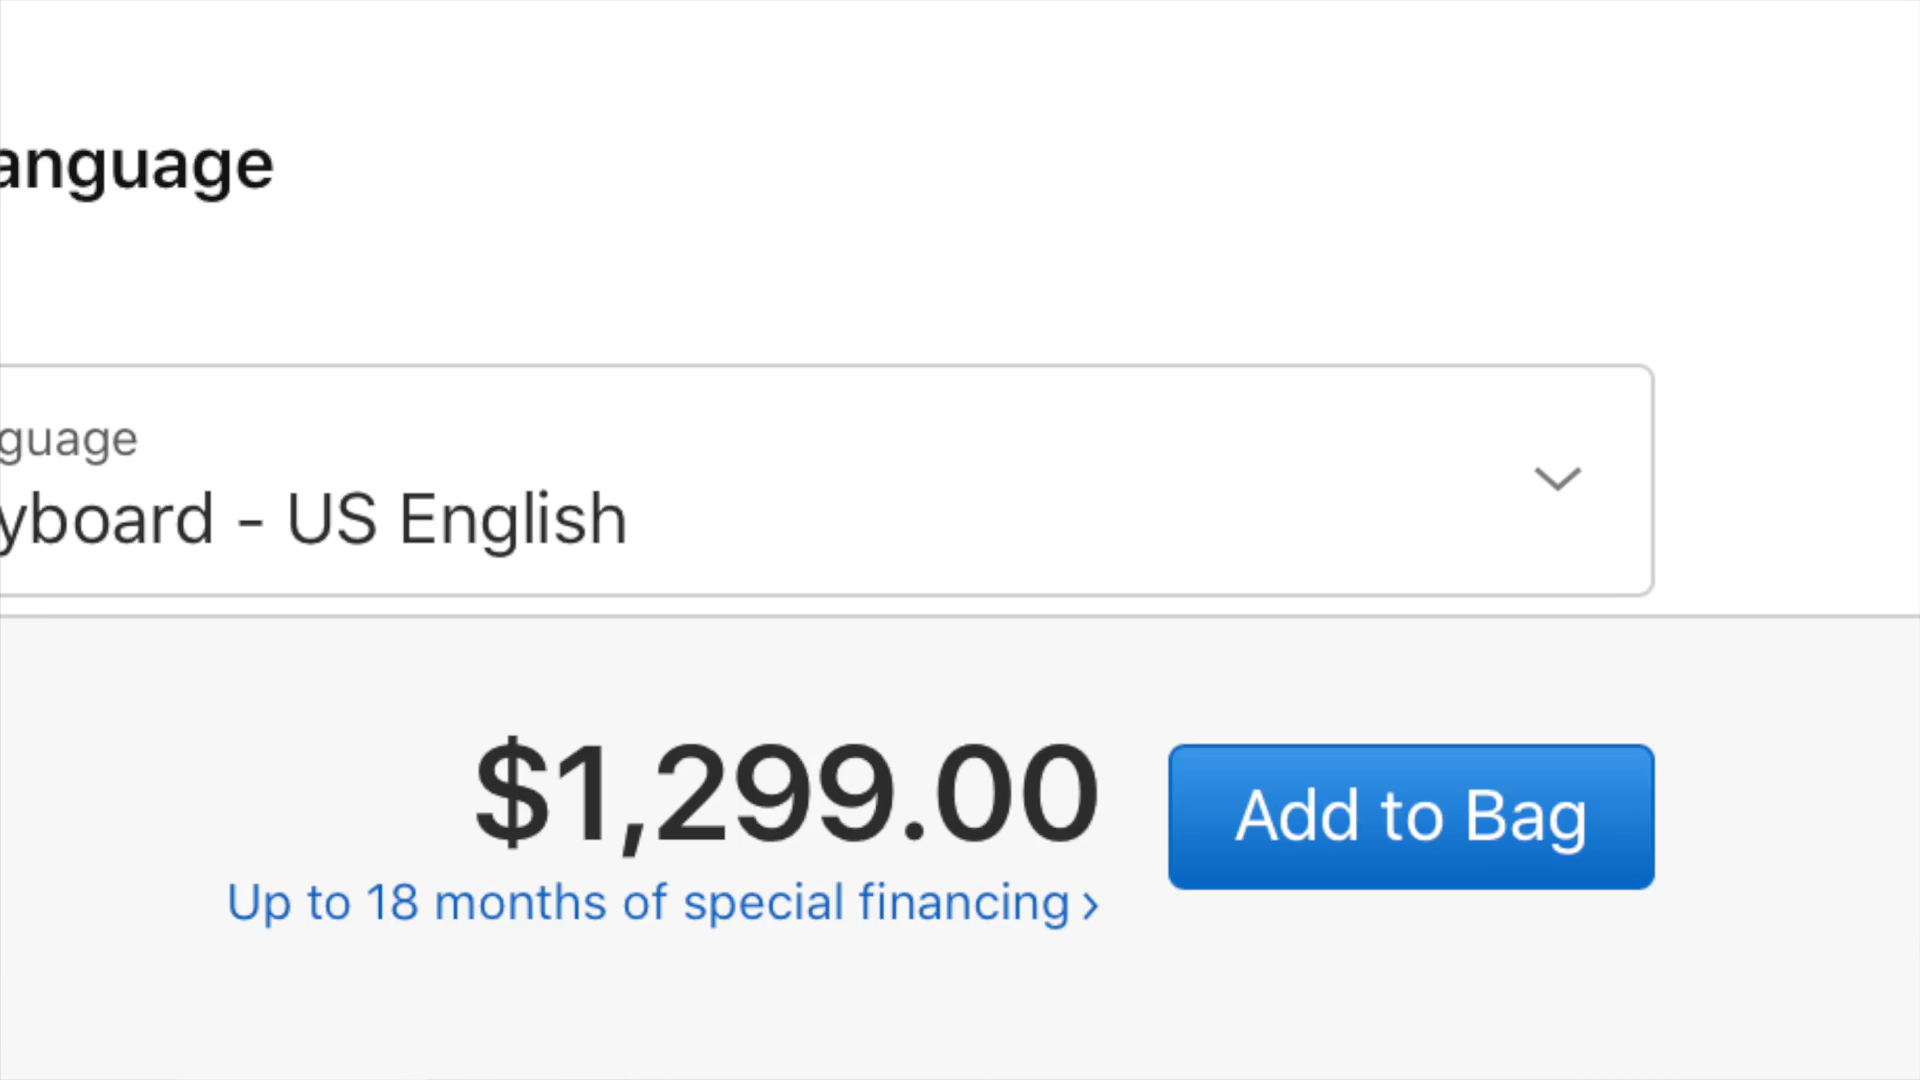 anguage
guage
yboard - US English
$1,299.00
Add to Bag
Up to 18 months of special financing ›